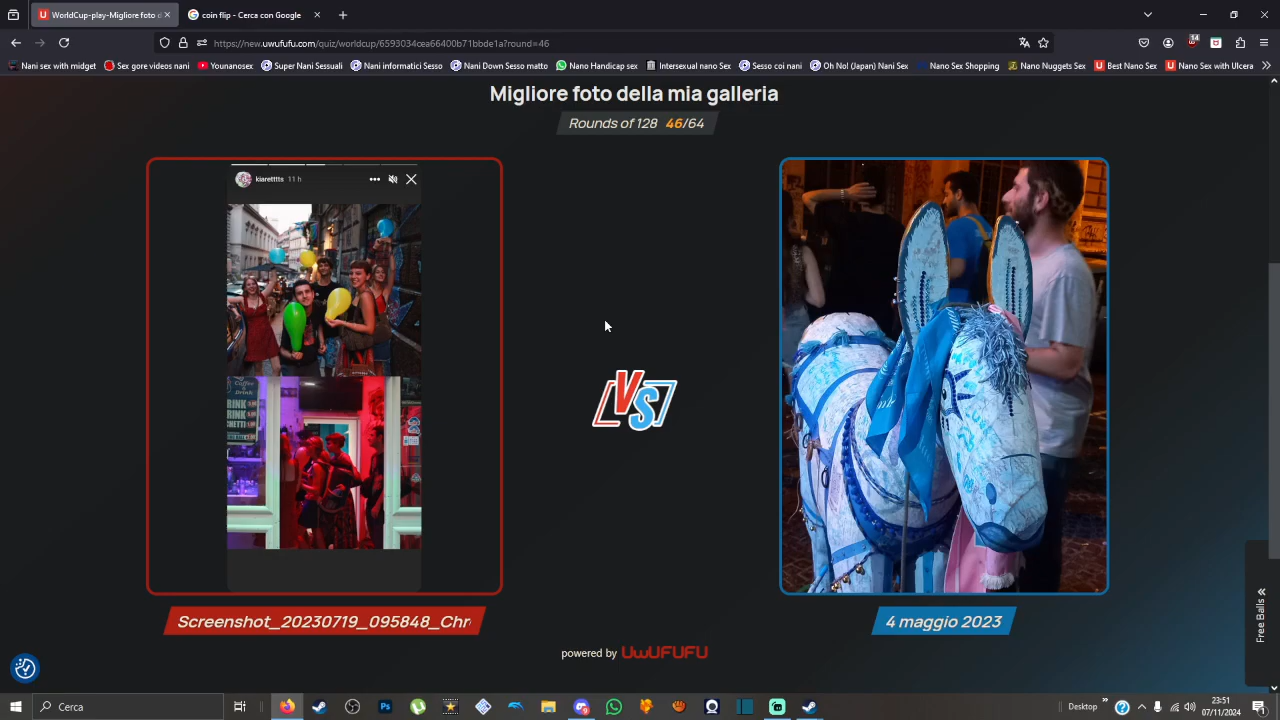 WorldCup-play-Migliore foto d
coin flip - Cerca con Google
https://new.uwufufu.com/quiz/worldcup/6593034cea66400b71bbde1a?round=46
Nani sex with midget
Sex gore videos nani
Younanosex
Super Nani Sessuali
Nani informatici Sesso
Nani Down Sesso matto
Nano Handicap sex
Intersexual nano Sex
Sesso coi nani
Oh No! (Japan) Nani Sex
Nano Sex Shopping
Nano Nuggets Sex
Best Nano Sex
Nano Sex with Ulcera
Migliore foto della mia galleria
Rounds of 128 46/64
kiaretttts 11 h
Coffee
& Drink
VS
Screenshot_20230719_095848_Chr
4 maggio 2023
Free Balls
powered by UWUFUFU
Cerca
Desktop
23:51
07/11/2024